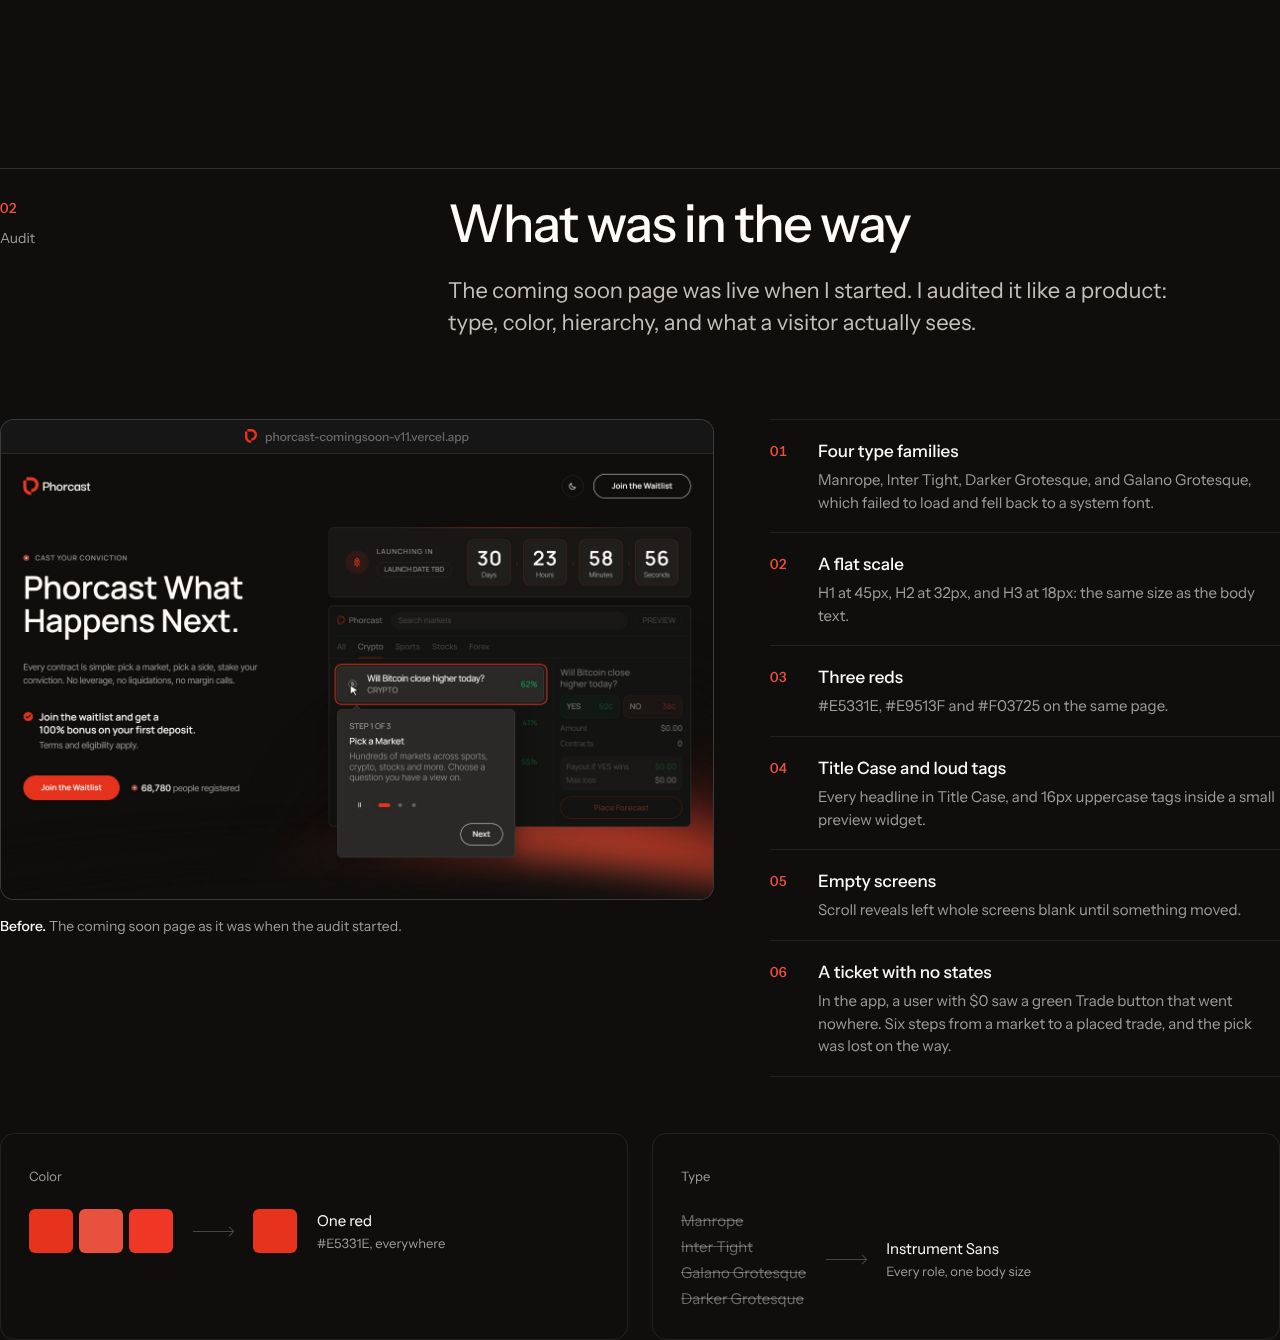 02
Audit
What was in the way
The coming soon page was live when I started. I audited it like a product:
type, color, hierarchy, and what a visitor actually sees.
phorcast-comingsoon-v11.vercel.app
Phorcast
Join the Waitlist
CAST YOUR CONVICTION
Phorcast What
Happens Next.
Every contract is simple: pick a market, pick a side, stake your
conviction. No leverage, no liquidations, no margin calls.
Join the waitlist and get a
100% bonus on your first deposit.
Terms and eligibility apply.
Join the Waitlist
68,780 people registered
LAUNCHING IN
LAUNCH DATE TBD
30
Days
23
Hours
58
Minutes
56
Seconds
Phorcast
Search markets
PREVIEW
All Crypto Sports Stocks Forex
Will Bitcoin close higher today?
CRYPTO
62%
41%
55%
STEP 1 OF 3
Pick a Market
Hundreds of markets across sports,
crypto, stocks and more. Choose a
question you have a view on.
Next
Will Bitcoin close
higher today?
YES 62¢
NO 38¢
Amount $0.00
Contracts 0
Payout if YES wins $0.00
Max loss $0.00
Place Forecast
Before. The coming soon page as it was when the audit started.
01
Four type families
Manrope, Inter Tight, Darker Grotesque, and Galano Grotesque,
which failed to load and fell back to a system font.
02
A flat scale
H1 at 45px, H2 at 32px, and H3 at 18px: the same size as the body
text.
03
Three reds
#E5331E, #E9513F and #F03725 on the same page.
04
Title Case and loud tags
Every headline in Title Case, and 16px uppercase tags inside a small
preview widget.
05
Empty screens
Scroll reveals left whole screens blank until something moved.
06
A ticket with no states
In the app, a user with $0 saw a green Trade button that went
nowhere. Six steps from a market to a placed trade, and the pick
was lost on the way.
Color
One red
#E5331E, everywhere
Type
Manrope
Inter Tight
Galano Grotesque
Darker Grotesque
Instrument Sans
Every role, one body size